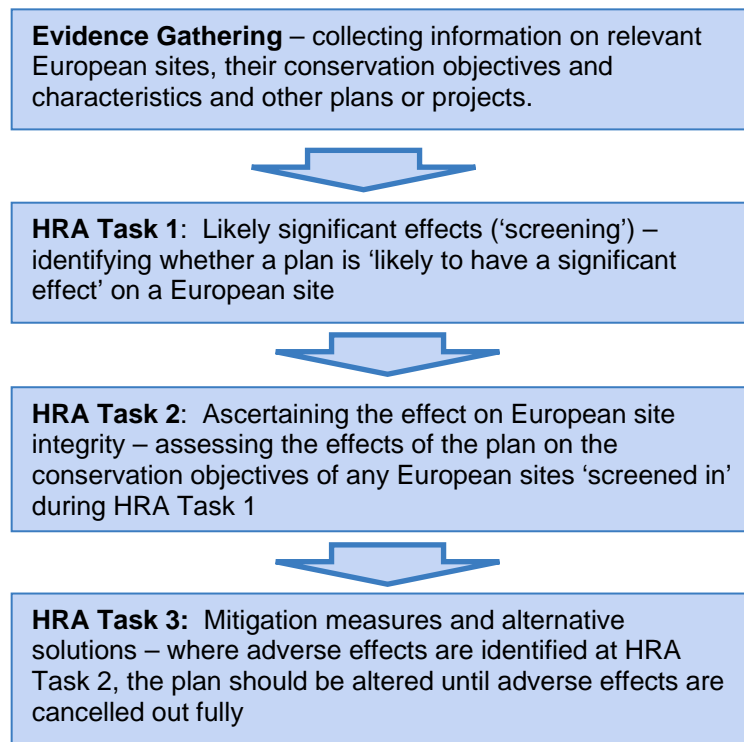 Evidence Gathering – collecting information on relevant
European sites, their conservation objectives and
characteristics and other plans or projects.
HRA Task 1:  Likely significant effects (‘screening’) –
identifying whether a plan is ‘likely to have a significant
effect’ on a European site
HRA Task 2:  Ascertaining the effect on European site
integrity – assessing the effects of the plan on the
conservation objectives of any European sites ‘screened in’
during HRA Task 1
HRA Task 3:  Mitigation measures and alternative
solutions – where adverse effects are identified at HRA
Task 2, the plan should be altered until adverse effects are
cancelled out fully